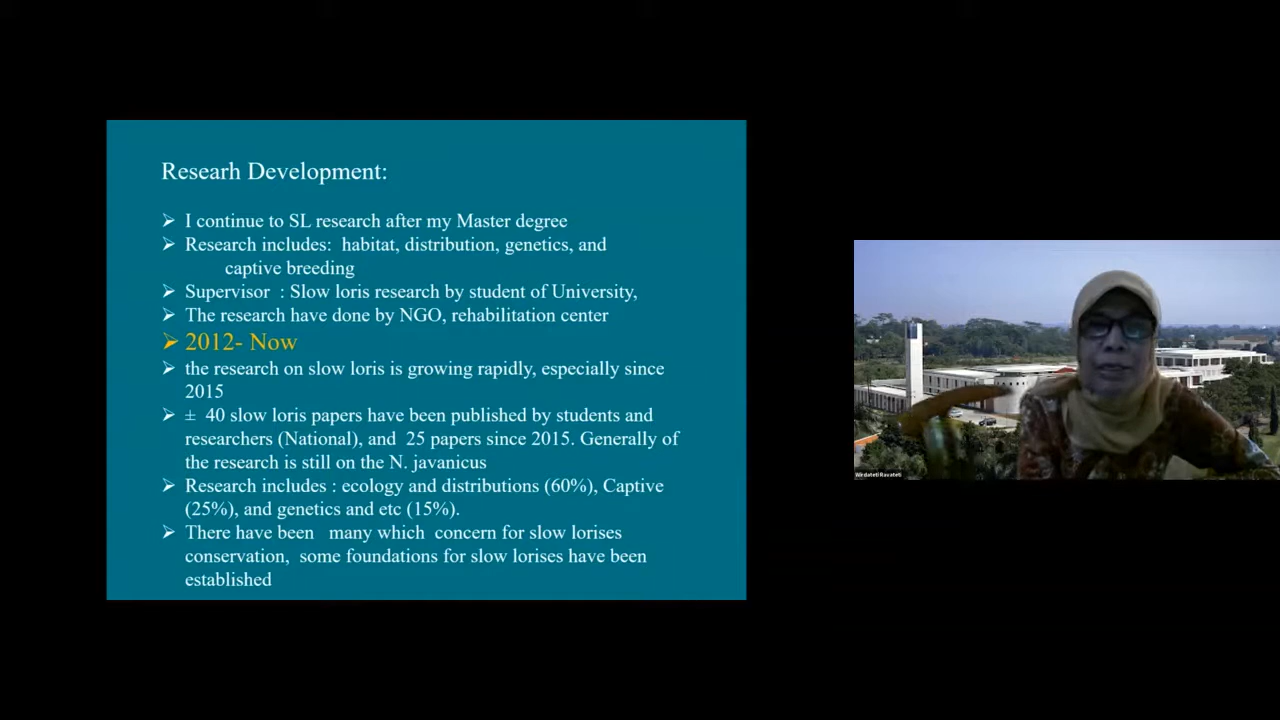 Researh Development:
➢ I continue to SL research after my Master degree
➢ Research includes: habitat, distribution, genetics, and
captive breeding
➢ Supervisor : Slow loris research by student of University,
➢ The research have done by NGO, rehabilitation center
➢ 2012- Now
➢ the research on slow loris is growing rapidly, especially since
2015
➢ ± 40 slow loris papers have been published by students and
researchers (National), and 25 papers since 2015. Generally of
the research is still on the N. javanicus
➢ Research includes : ecology and distributions (60%), Captive
(25%), and genetics and etc (15%).
➢ There have been many which concern for slow lorises
conservation, some foundations for slow lorises have been
established
Wirdateti Ravateti